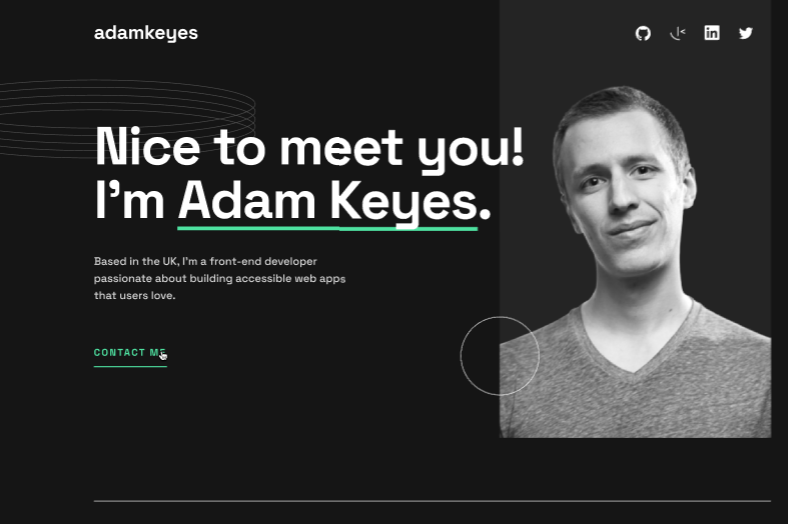 adamkeyes
Nice to meet you!
I’m Adam Keyes.
Based in the UK, I’m a front-end developer
passionate about building accessible web apps
that users love.
CONTACT ME